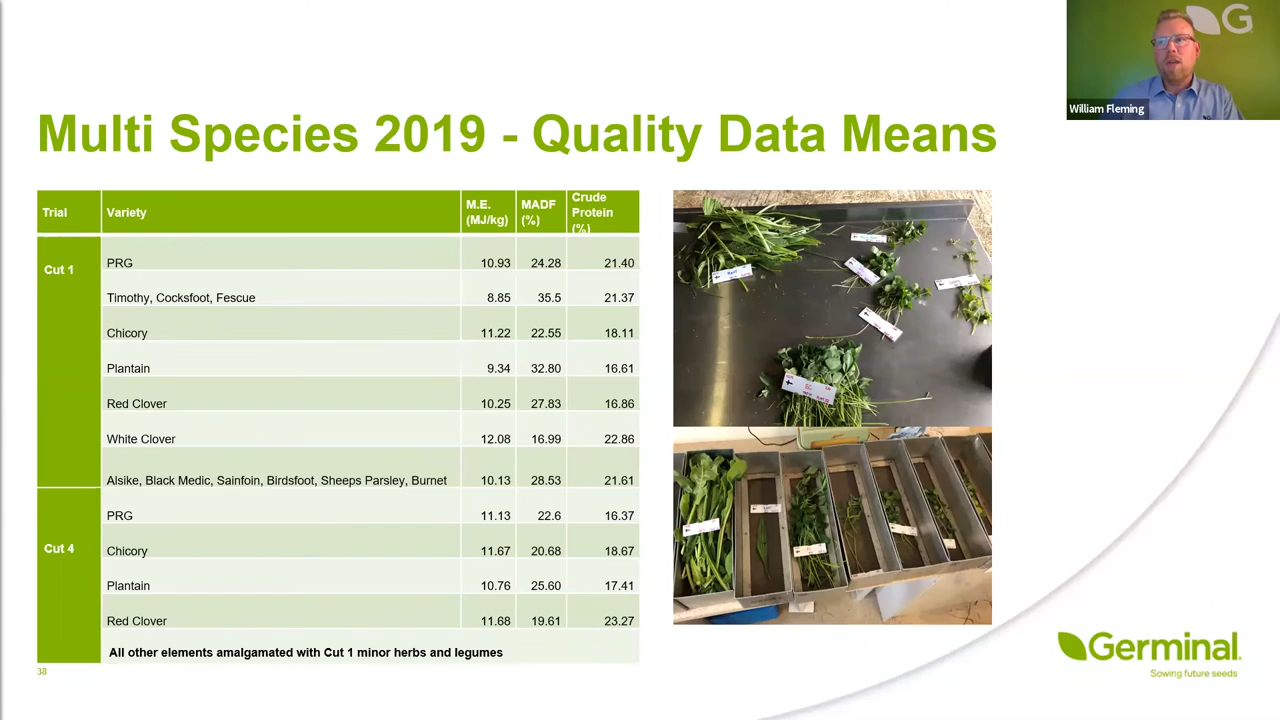 G
William Fleming
Multi Species 2019 - Quality Data Means
Trial Variety M.E. (MJ/kg) MADF (%) Crude Protein (%)
Cut 1
PRG 10.93 24.28 21.40
Timothy, Cocksfoot, Fescue 8.85 35.5 21.37
Chicory 11.22 22.55 18.11
Plantain 9.34 32.80 16.61
Red Clover 10.25 27.83 16.86
White Clover 12.08 16.99 22.86
Alsike, Black Medic, Sainfoin, Birdsfoot, Sheeps Parsley, Burnet 10.13 28.53 21.61
Cut 4
PRG 11.13 22.6 16.37
Chicory 11.67 20.68 18.67
Plantain 10.76 25.60 17.41
Red Clover 11.68 19.61 23.27
All other elements amalgamated with Cut 1 minor herbs and legumes
38
Germinal.
Sowing future seeds